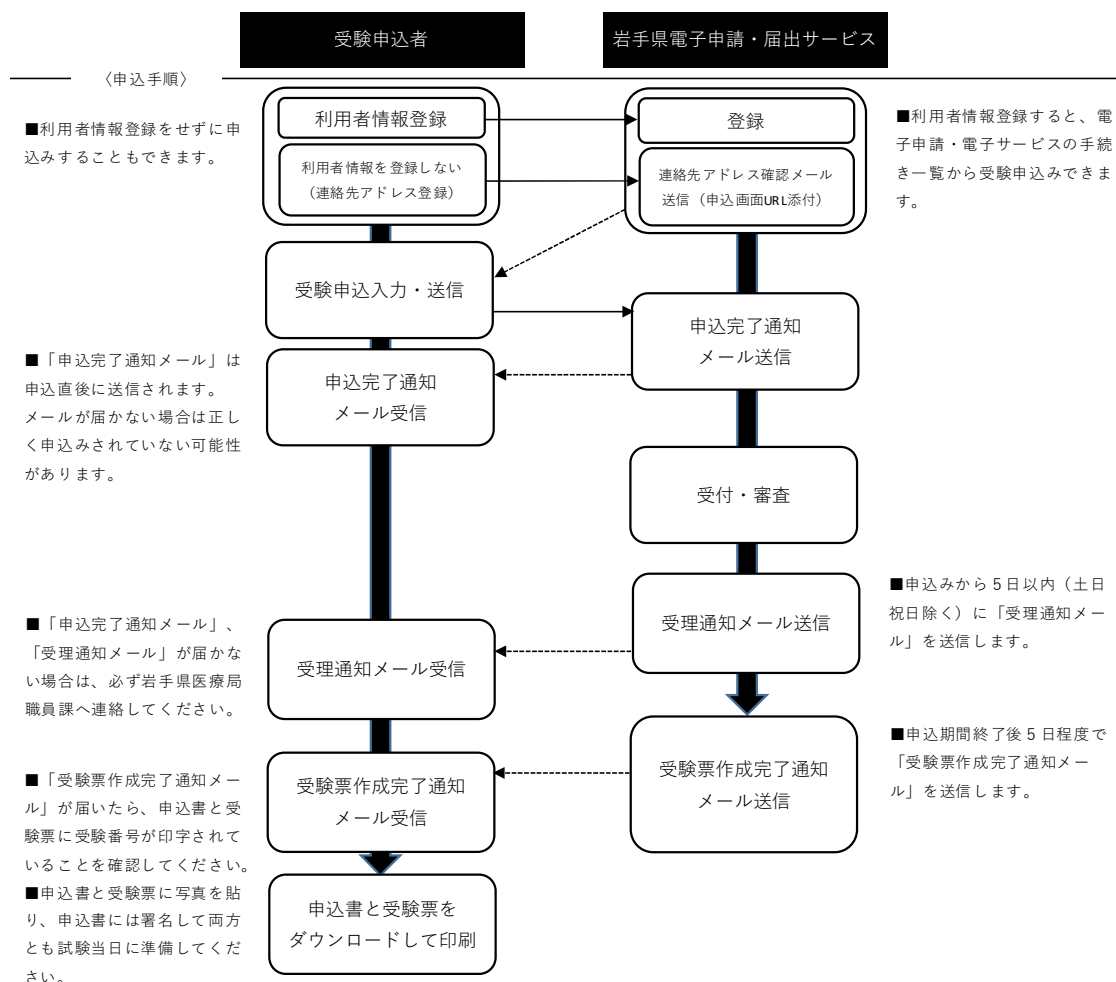 受験申込者
岩手県電子申請・届出サービス
〈申込手順〉
■利用者情報登録をせずに申
込みすることもできます。
利用者情報登録
登録
利用者情報を登録しない
(連絡先アドレス登録)
連絡先アドレス確認メール
送信（申込画面URL添付）
■利用者情報登録すると、電
子申請・電子サービスの手続
き一覧から受験申込みできま
す。
受験申込入力・送信
申込完了通知
メール送信
■「申込完了通知メール」は
申込直後に送信されます。
メールが届かない場合は正し
く申込みされていない可能性
があります。
申込完了通知
メール受信
受付・審査
受理通知メール送信
■申込みから５日以内（土日
祝日除く）に「受理通知メー
ル」を送信します。
■「申込完了通知メール」、
「受理通知メール」が届かな
い場合は、必ず岩手県医療局
職員課へ連絡してください。
受理通知メール受信
受験票作成完了通知
メール送信
■申込期間終了後５日程度で
「受験票作成完了通知メー
ル」を送信します。
■「受験票作成完了通知メー
ル」が届いたら、申込書と受
験票に受験番号が印字されて
いることを確認してください。
■申込書と受験票に写真を貼
り、申込書には署名して両方
とも試験当日に準備してくだ
さい。
受験票作成完了通知
メール受信
申込書と受験票を
ダウンロードして印刷